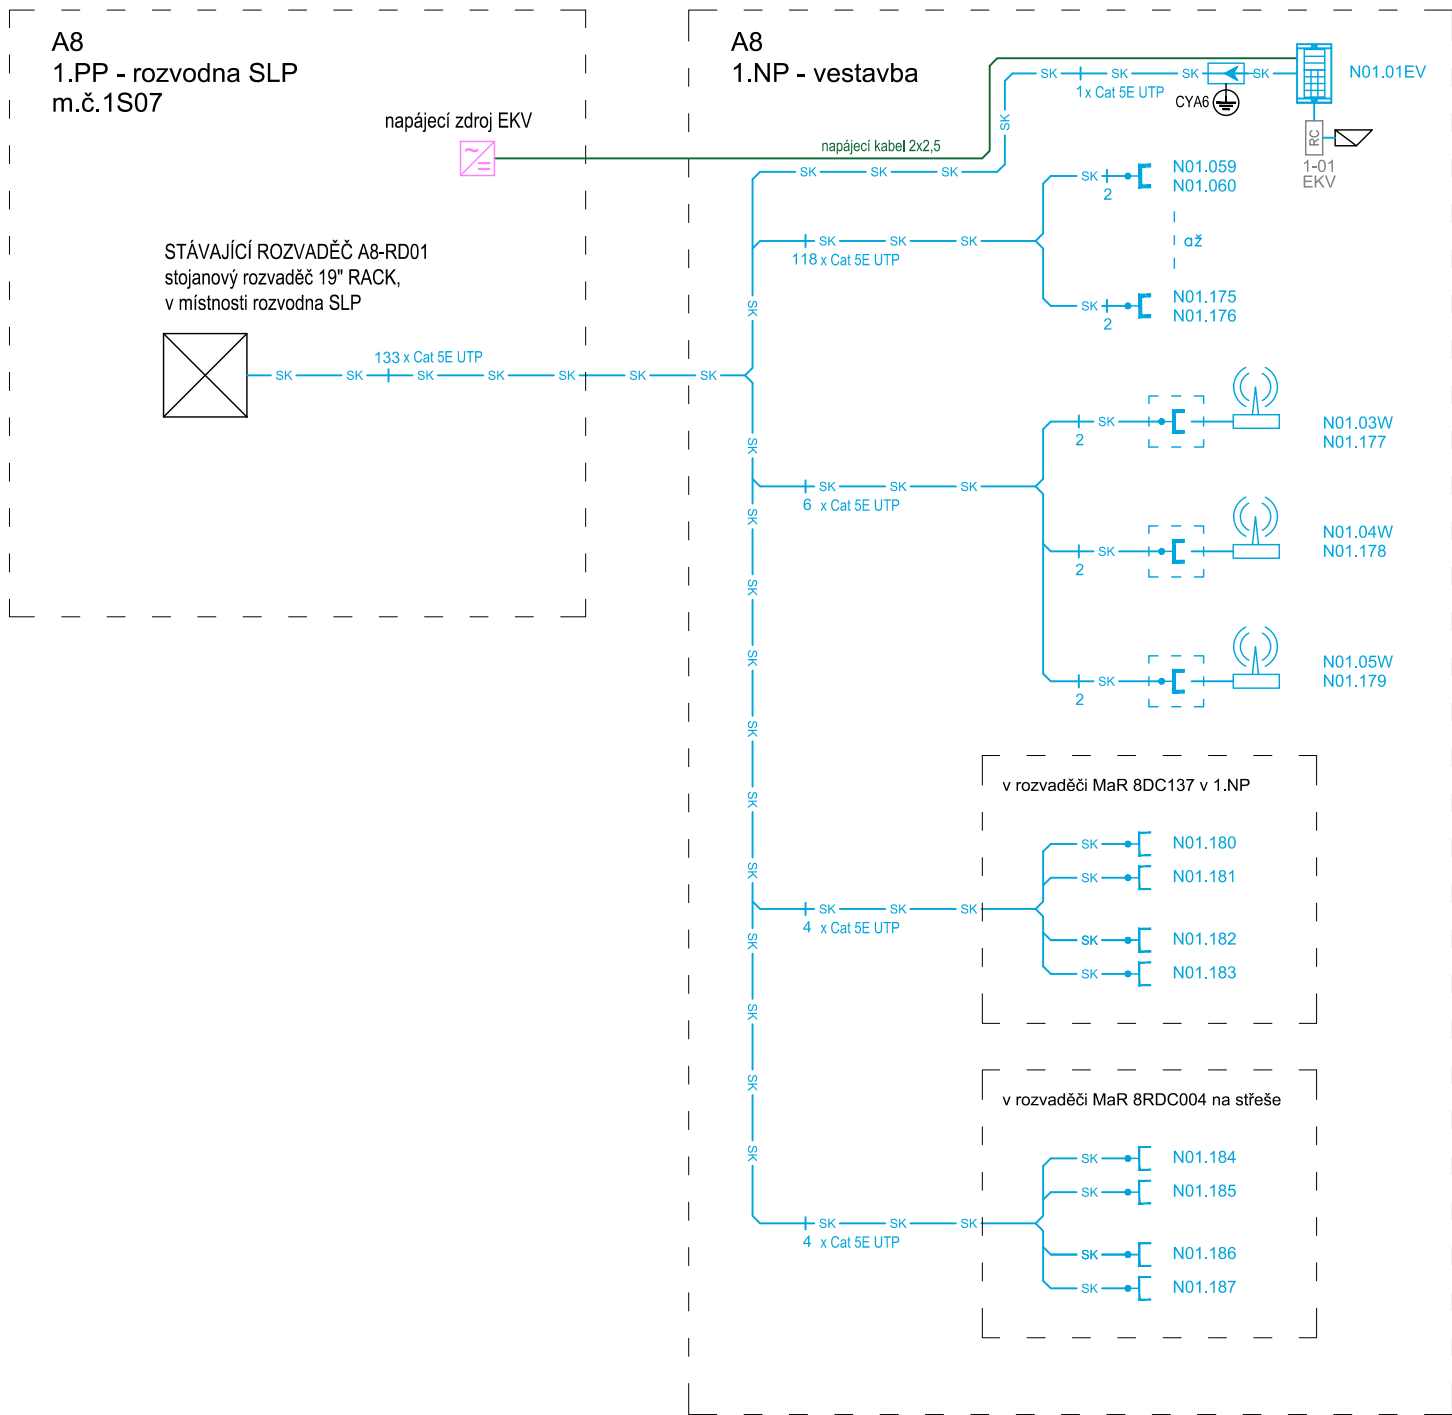 A8
1.PP - rozvodna SLP
m.č.1S07
napájecí zdroj EKV
STÁVAJÍCÍ ROZVADĚČ A8-RD01
stojanový rozvaděč 19" RACK,
v místnosti rozvodna SLP
133 x Cat 5E UTP
SK SK SK SK SK SK SK
A8
1.NP - vestavba
SK SK SK SK
1x Cat 5E UTP
CYA6
N01.01EV
RC
1-01
EKV
napájecí kabel 2x2,5
SK
SK SK SK
SK
2
N01.059
N01.060
SK SK SK
118 x Cat 5E UTP
až
SK
2
N01.175
N01.176
SK
SK
SK
2
N01.03W
N01.177
SK SK SK
6 x Cat 5E UTP
SK
SK
2
N01.04W
N01.178
SK
SK
SK
2
N01.05W
N01.179
SK
SK
v rozvaděči MaR 8DC137 v 1.NP
SK N01.180
SK
SK N01.181
SK SK SK
4 x Cat 5E UTP
SK N01.182
SK
SK N01.183
SK
SK
v rozvaděči MaR 8RDC004 na střeše
SK
SK N01.184
SK N01.185
SK SK SK
4 x Cat 5E UTP
SK N01.186
SK N01.187